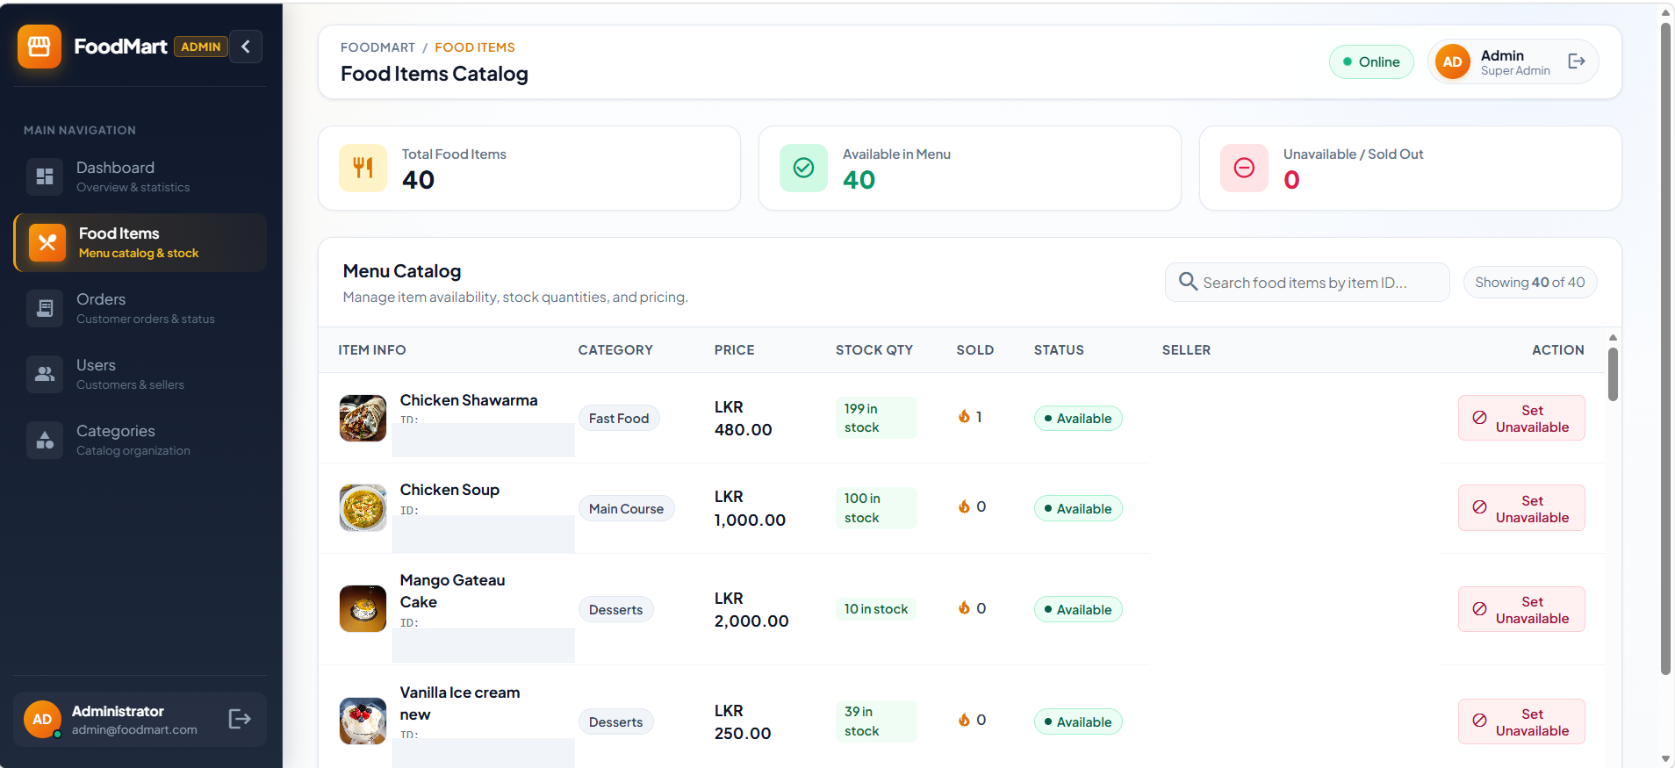 FoodMart ADMIN
MAIN NAVIGATION
Dashboard
Overview & statistics
Food Items
Menu catalog & stock
Orders
Customer orders & status
Users
Customers & sellers
Categories
Catalog organization
AD
Administrator
admin@foodmart.com
FOODMART / FOOD ITEMS
Food Items Catalog
Online
AD
Admin
Super Admin
Total Food Items
40
Available in Menu
40
Unavailable / Sold Out
0
Menu Catalog
Manage item availability, stock quantities, and pricing.
Search food items by item ID...
Showing 40 of 40
ITEM INFO CATEGORY PRICE STOCK QTY SOLD STATUS SELLER ACTION
Chicken Shawarma
ID:
Fast Food
LKR
480.00
199 in
stock
1
Available
Set
Unavailable
Chicken Soup
ID:
Main Course
LKR
1,000.00
100 in
stock
0
Available
Set
Unavailable
Mango Gateau
Cake
ID:
Desserts
LKR
2,000.00
10 in stock
0
Available
Set
Unavailable
Vanilla Ice cream
new
ID:
Desserts
LKR
250.00
39 in
stock
0
Available
Set
Unavailable